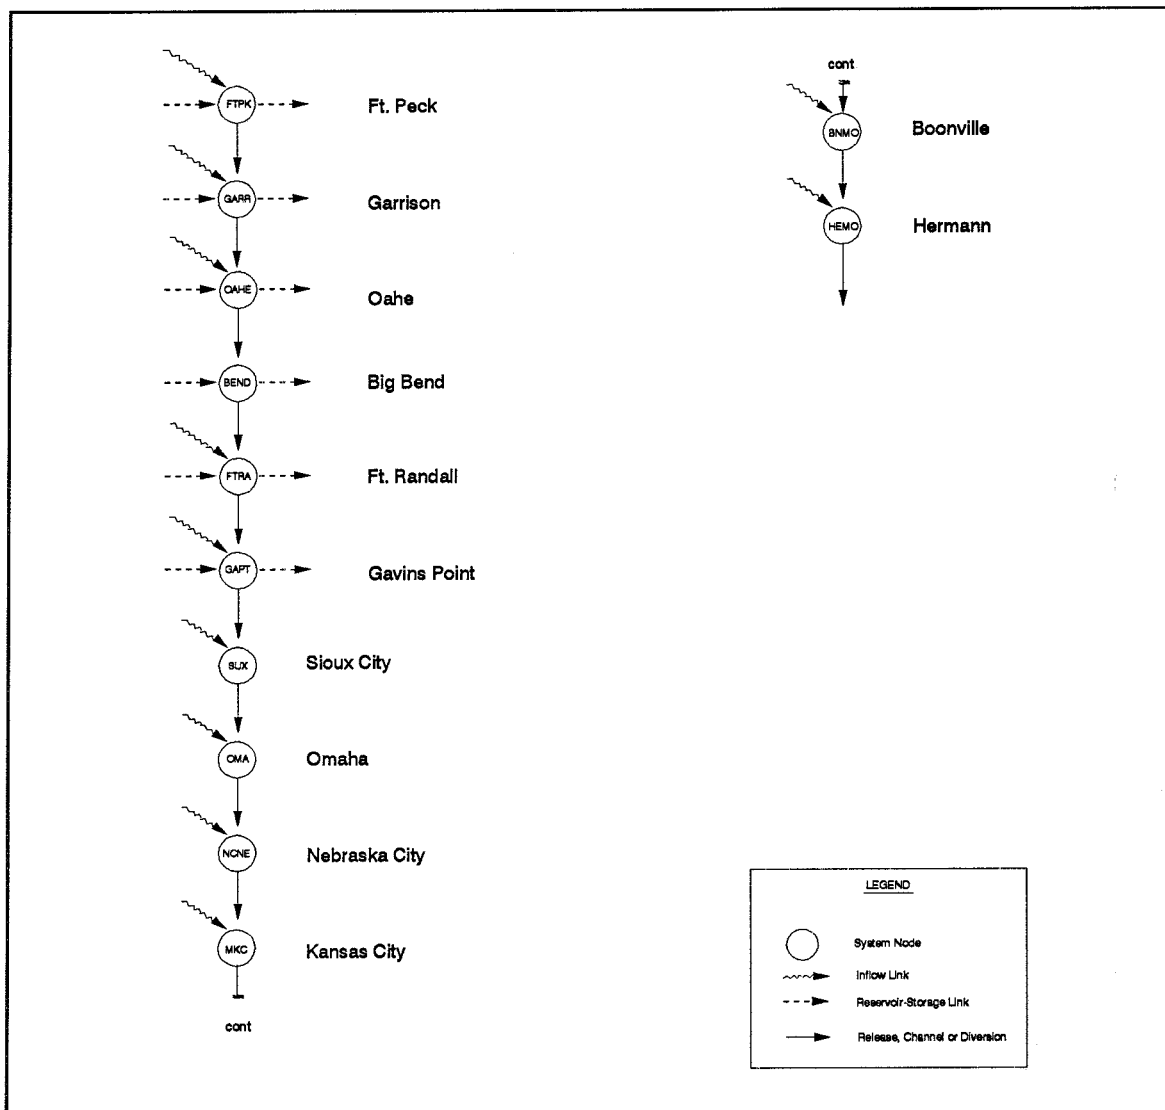 FTPK
Ft. Peck
GARR
Garrison
OAHE
Oahe
BEND
Big Bend
FTRA
Ft. Randall
GAPT
Gavins Point
SUX
Sioux City
OMA
Omaha
NCNE
Nebraska City
MKC
Kansas City
cont
cont
BNMO
Boonville
HEMO
Hermann
LEGEND
System Node
Inflow Link
Reservoir-Storage Link
Release, Channel or Diversion